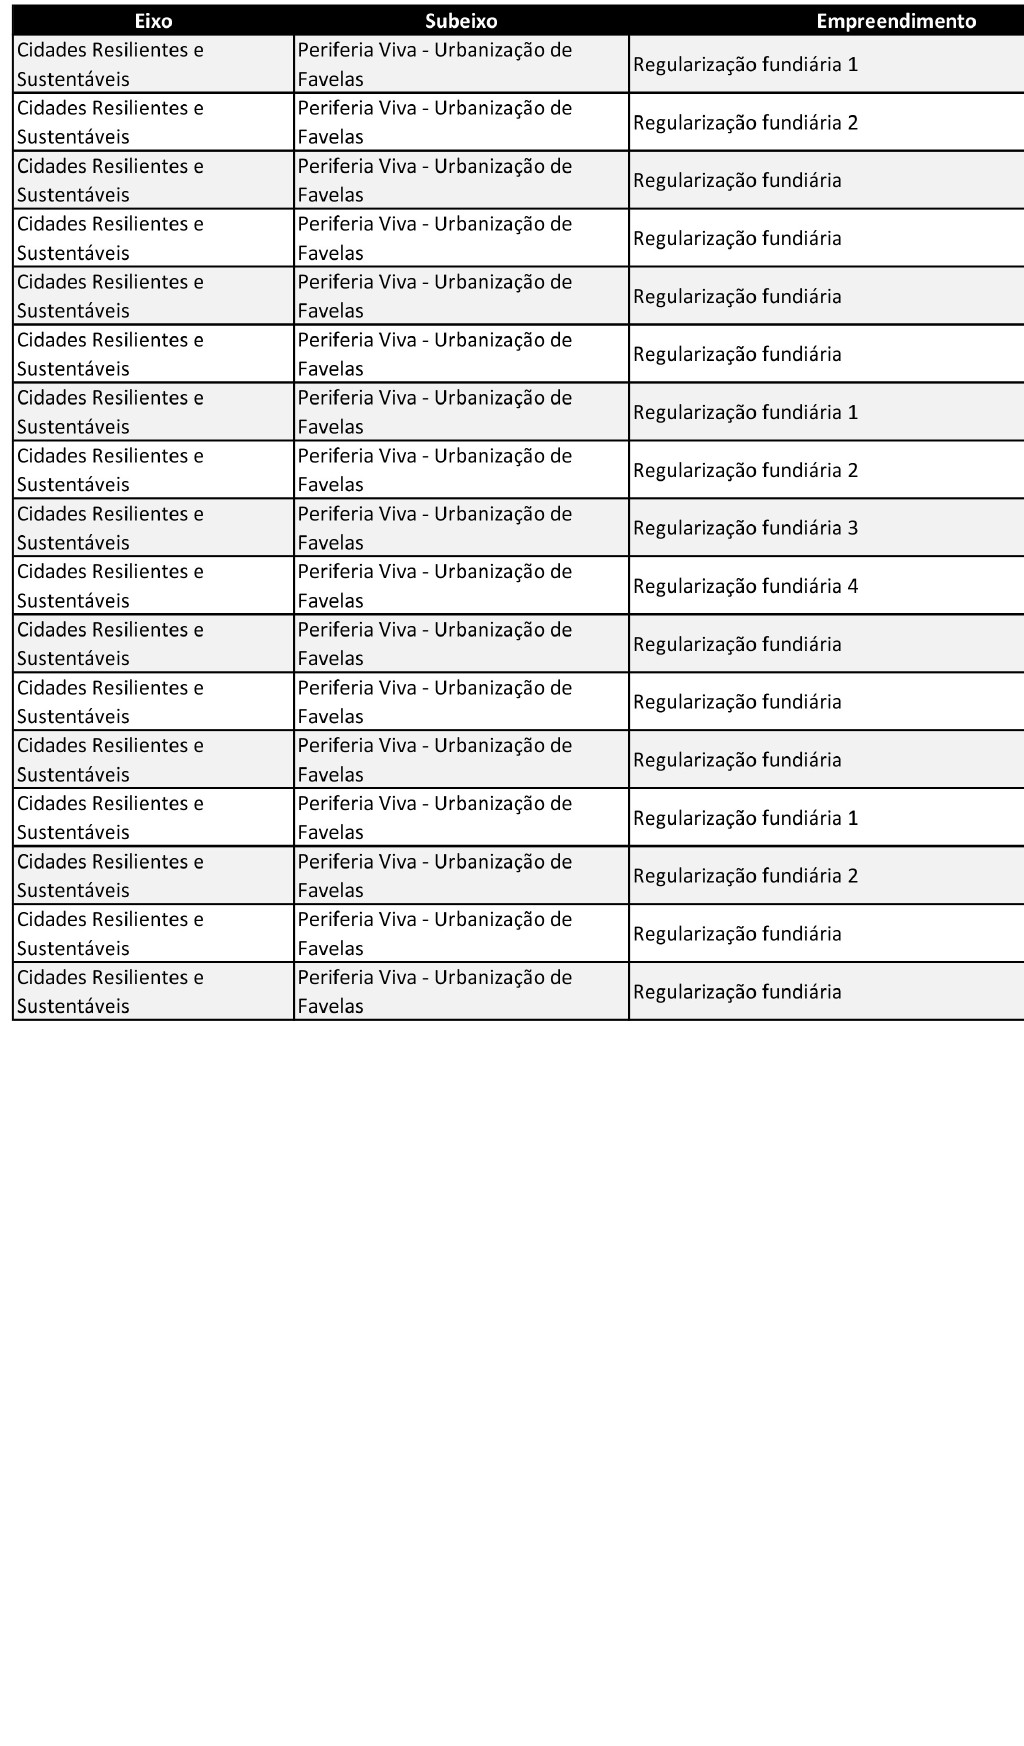 Eixo Subeixo Empreendimento
Cidades Resilientes e Sustentáveis Periferia Viva - Urbanização de Favelas Regularização fundiária 1
Cidades Resilientes e Sustentáveis Periferia Viva - Urbanização de Favelas Regularização fundiária 2
Cidades Resilientes e Sustentáveis Periferia Viva - Urbanização de Favelas Regularização fundiária
Cidades Resilientes e Sustentáveis Periferia Viva - Urbanização de Favelas Regularização fundiária
Cidades Resilientes e Sustentáveis Periferia Viva - Urbanização de Favelas Regularização fundiária
Cidades Resilientes e Sustentáveis Periferia Viva - Urbanização de Favelas Regularização fundiária
Cidades Resilientes e Sustentáveis Periferia Viva - Urbanização de Favelas Regularização fundiária 1
Cidades Resilientes e Sustentáveis Periferia Viva - Urbanização de Favelas Regularização fundiária 2
Cidades Resilientes e Sustentáveis Periferia Viva - Urbanização de Favelas Regularização fundiária 3
Cidades Resilientes e Sustentáveis Periferia Viva - Urbanização de Favelas Regularização fundiária 4
Cidades Resilientes e Sustentáveis Periferia Viva - Urbanização de Favelas Regularização fundiária
Cidades Resilientes e Sustentáveis Periferia Viva - Urbanização de Favelas Regularização fundiária
Cidades Resilientes e Sustentáveis Periferia Viva - Urbanização de Favelas Regularização fundiária
Cidades Resilientes e Sustentáveis Periferia Viva - Urbanização de Favelas Regularização fundiária 1
Cidades Resilientes e Sustentáveis Periferia Viva - Urbanização de Favelas Regularização fundiária 2
Cidades Resilientes e Sustentáveis Periferia Viva - Urbanização de Favelas Regularização fundiária
Cidades Resilientes e Sustentáveis Periferia Viva - Urbanização de Favelas Regularização fundiária